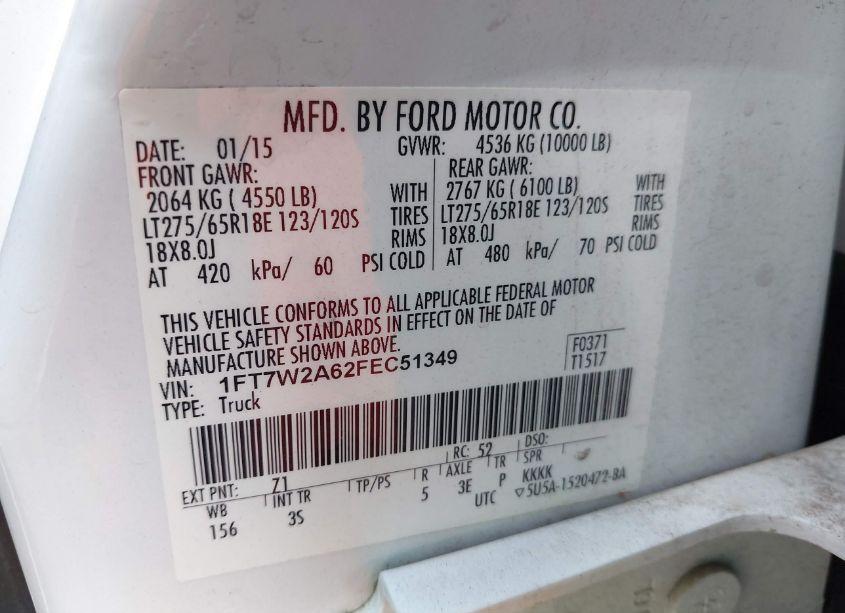 MFD. BY FORD MOTOR CO.
DATE: 01/15 GVWR: 4536 KG (10000 LB)
FRONT GAWR: REAR GAWR:
2064 KG ( 4550 LB) WITH 2767 KG ( 6100 LB) WITH
LT275/65R18E 123/120S TIRES LT275/65R18E 123/120S TIRES
18X8.0J RIMS 18X8.0J RIMS
AT 420 kPa/ 60 PSI COLD AT 480 kPa/ 70 PSI COLD
THIS VEHICLE CONFORMS TO ALL APPLICABLE FEDERAL MOTOR
VEHICLE SAFETY STANDARDS IN EFFECT ON THE DATE OF
MANUFACTURE SHOWN ABOVE.
VIN: 1FT7W2A62FEC51349
TYPE: Truck
F0371
T1517
EXT PNT: Z1 RC: 52 DSO:
WB INT TR TP/PS R AXLE TR SPR
156 3S 5 3E P KKKK
UTC ▽5U5A-1520472-BA